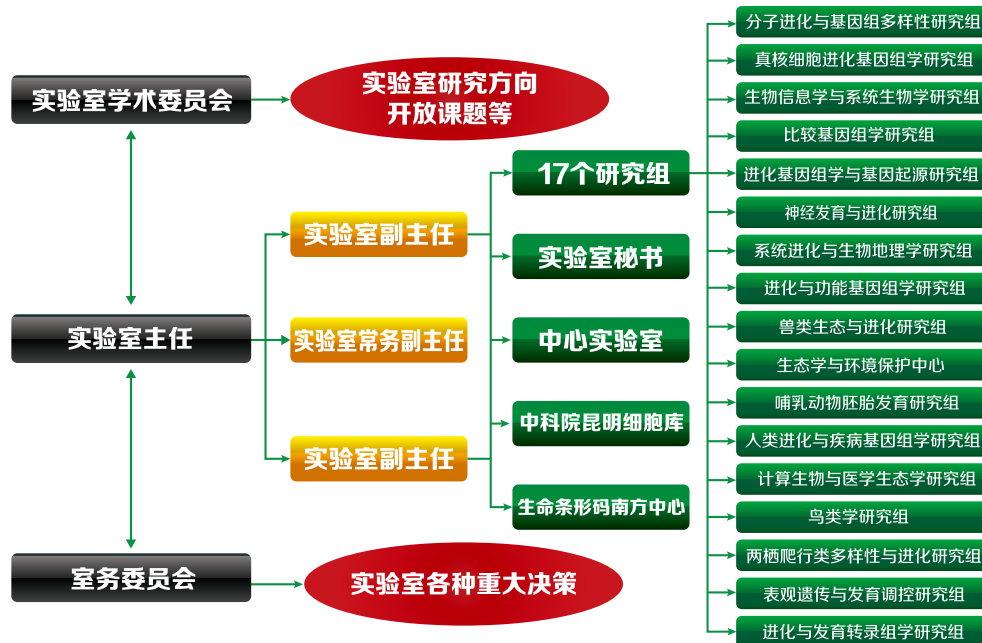 实验室学术委员会
实验室研究方向
开放课题等
实验室主任
室务委员会
实验室各种重大决策
实验室副主任
实验室常务副主任
实验室副主任
17个研究组
实验室秘书
中心实验室
中科院昆明细胞库
生命条形码南方中心
分子进化与基因组多样性研究组
真核细胞进化基因组学研究组
生物信息学与系统生物学研究组
比较基因组学研究组
进化基因组学与基因起源研究组
神经发育与进化研究组
系统进化与生物地理学研究组
进化与功能基因组学研究组
兽类生态与进化研究组
生态学与环境保护中心
哺乳动物胚胎发育研究组
人类进化与疾病基因组学研究组
计算生物与医学生态学研究组
鸟类学研究组
两栖爬行类多样性与进化研究组
表观遗传与发育调控研究组
进化与发育转录组学研究组